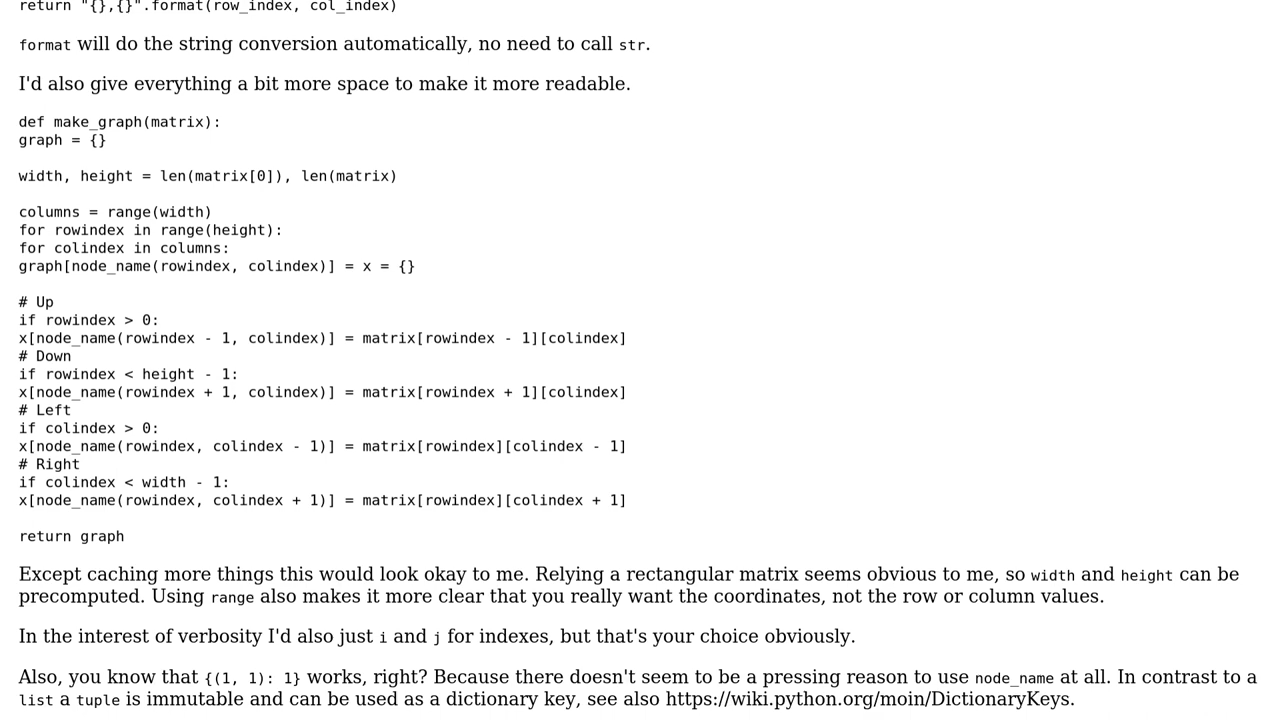 return "{},{}".format(row_index, col_index)
format will do the string conversion automatically, no need to call str.
I'd also give everything a bit more space to make it more readable.
def make_graph(matrix):
graph = {}
width, height = len(matrix[0]), len(matrix)
columns = range(width)
for rowindex in range(height):
for colindex in columns:
graph[node_name(rowindex, colindex)] = x = {}
# Up
if rowindex > 0:
x[node_name(rowindex - 1, colindex)] = matrix[rowindex - 1][colindex]
# Down
if rowindex < height - 1:
x[node_name(rowindex + 1, colindex)] = matrix[rowindex + 1][colindex]
# Left
if colindex > 0:
x[node_name(rowindex, colindex - 1)] = matrix[rowindex][colindex - 1]
# Right
if colindex < width - 1:
x[node_name(rowindex, colindex + 1)] = matrix[rowindex][colindex + 1]
return graph
Except caching more things this would look okay to me. Relying a rectangular matrix seems obvious to me, so width and height can be
precomputed. Using range also makes it more clear that you really want the coordinates, not the row or column values.
In the interest of verbosity I'd also just i and j for indexes, but that's your choice obviously.
Also, you know that {(1, 1): 1} works, right? Because there doesn't seem to be a pressing reason to use node_name at all. In contrast to a
list a tuple is immutable and can be used as a dictionary key, see also https://wiki.python.org/moin/DictionaryKeys.